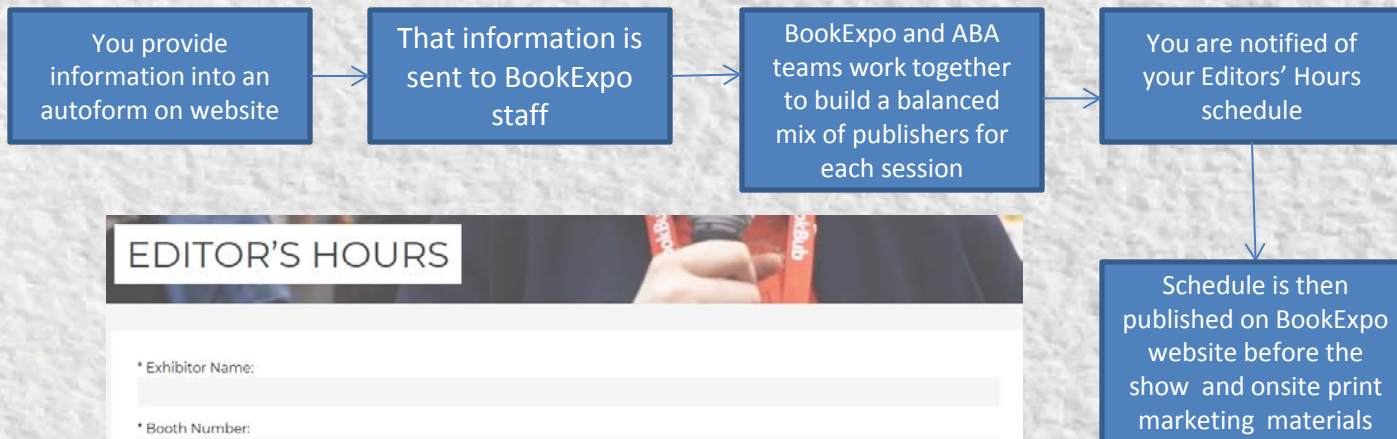 You provide
information into an
autoform on website
That information is
sent to BookExpo
staff
BookExpo and ABA
teams work together
to build a balanced
mix of publishers for
each session
You are notified of
your Editors’ Hours
schedule
Schedule is then
published on BookExpo
website before the
show and onsite print
marketing materials
EDITOR'S HOURS
okBub
okBub
* Exhibitor Name:
* Booth Number: